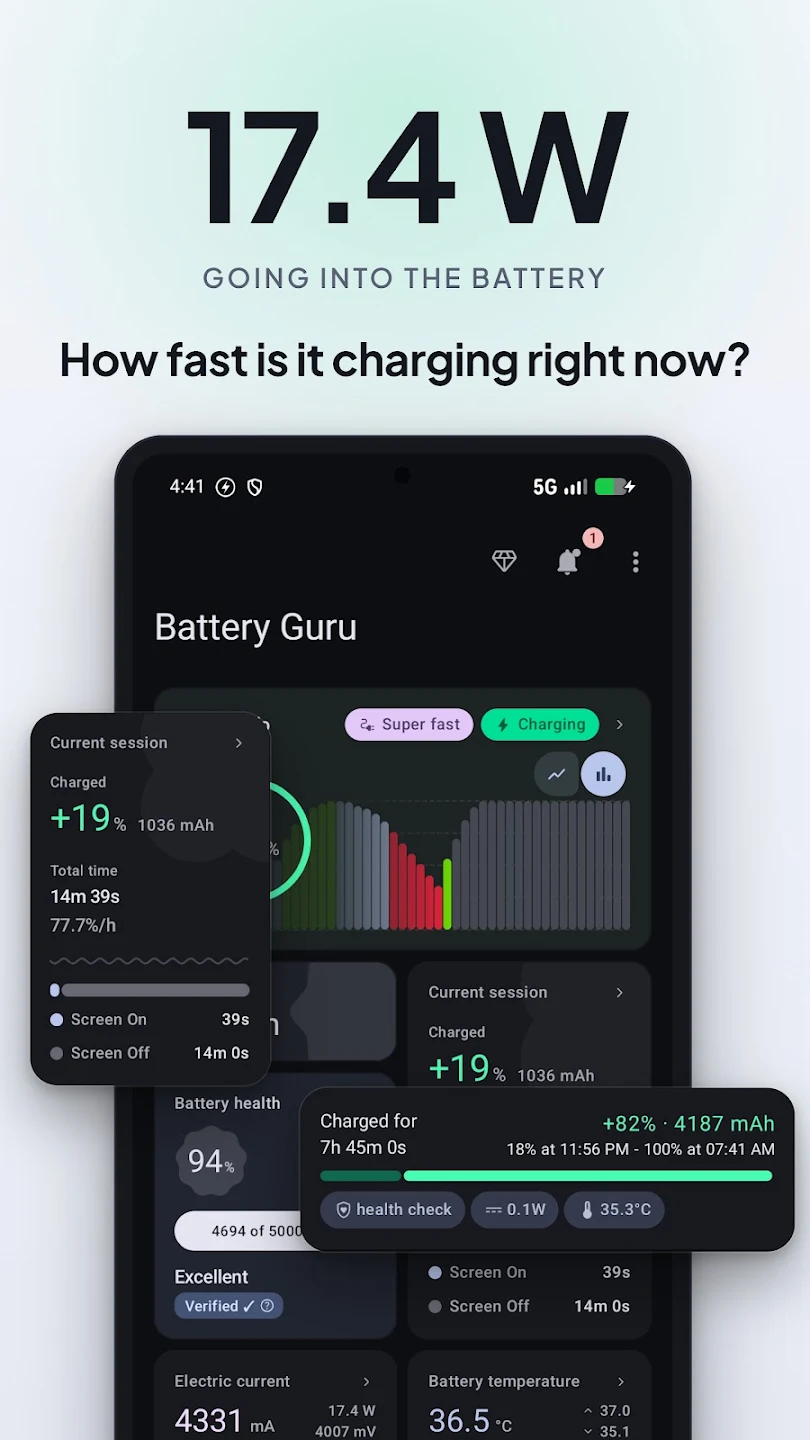 17.4 W
GOING INTO THE BATTERY
How fast is it charging right now?
4:41
5G
1
Battery Guru
Super fast
Charging
%
Current session
Charged
+19% 1036 mAh
Total time
14m 39s
77.7%/h
Screen On 39s
Screen Off 14m 0s
Current session
Charged
+19% 1036 mAh
Battery health
94%
4694 of 5000
Excellent
Verified ✓
Charged for
7h 45m 0s
+82% · 4187 mAh
18% at 11:56 PM - 100% at 07:41 AM
health check
0.1W
35.3°C
Screen On 39s
Screen Off 14m 0s
Electric current
4331 mA
17.4 W
4007 mV
Battery temperature
36.5 °C
37.0
35.1